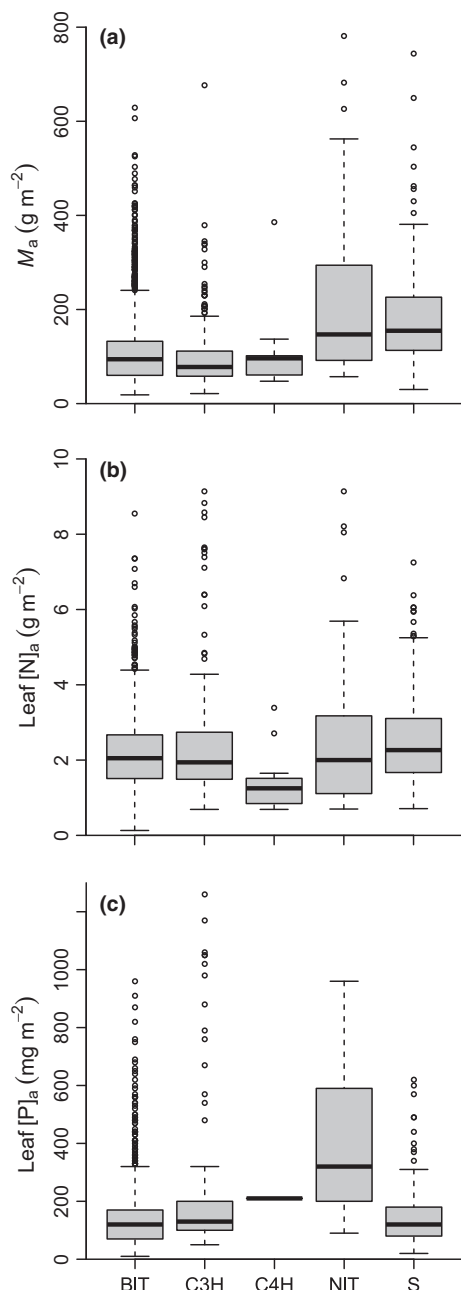 (a)
800
600
400
200
0
Mₐ (g m⁻²)
(b)
10
8
6
4
2
0
Leaf [N]ₐ (g m⁻²)
(c)
1000
800
600
400
200
0
Leaf [P]ₐ (mg m⁻²)
BIT C3H C4H NIT S